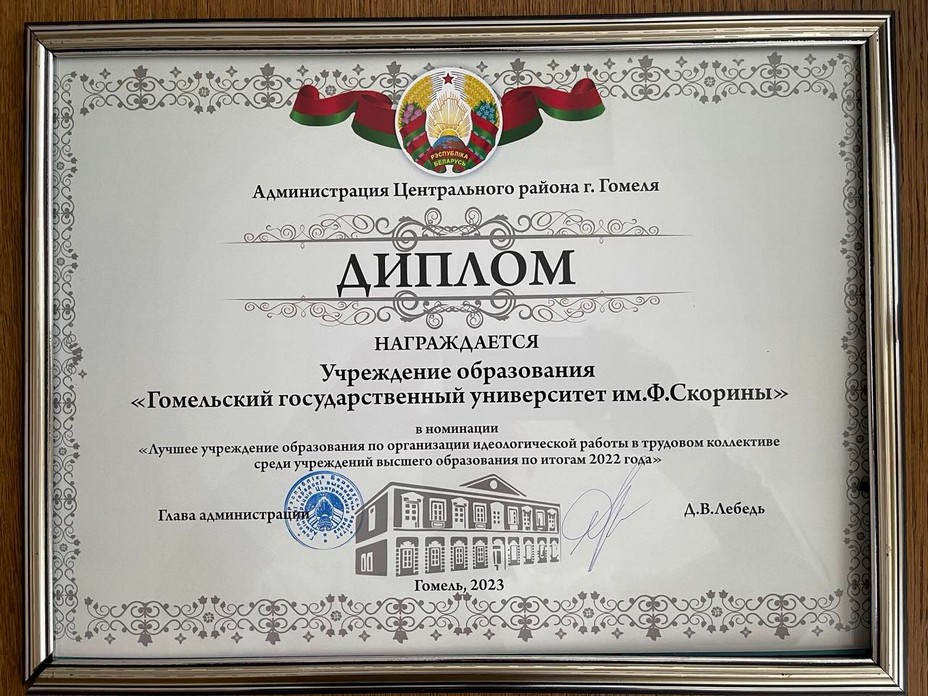 РЭСПУБЛІКА
БЕЛАРУСЬ
Администрация Центрального района г. Гомеля
ДИПЛОМ
НАГРАЖДАЕТСЯ
Учреждение образования
«Гомельский государственный университет им.Ф.Скорины»
в номинации
«Лучшее учреждение образования по организации идеологической работы в трудовом коллективе
среди учреждений высшего образования по итогам 2022 года»
Глава администрации
Д.В.Лебедь
Гомель, 2023